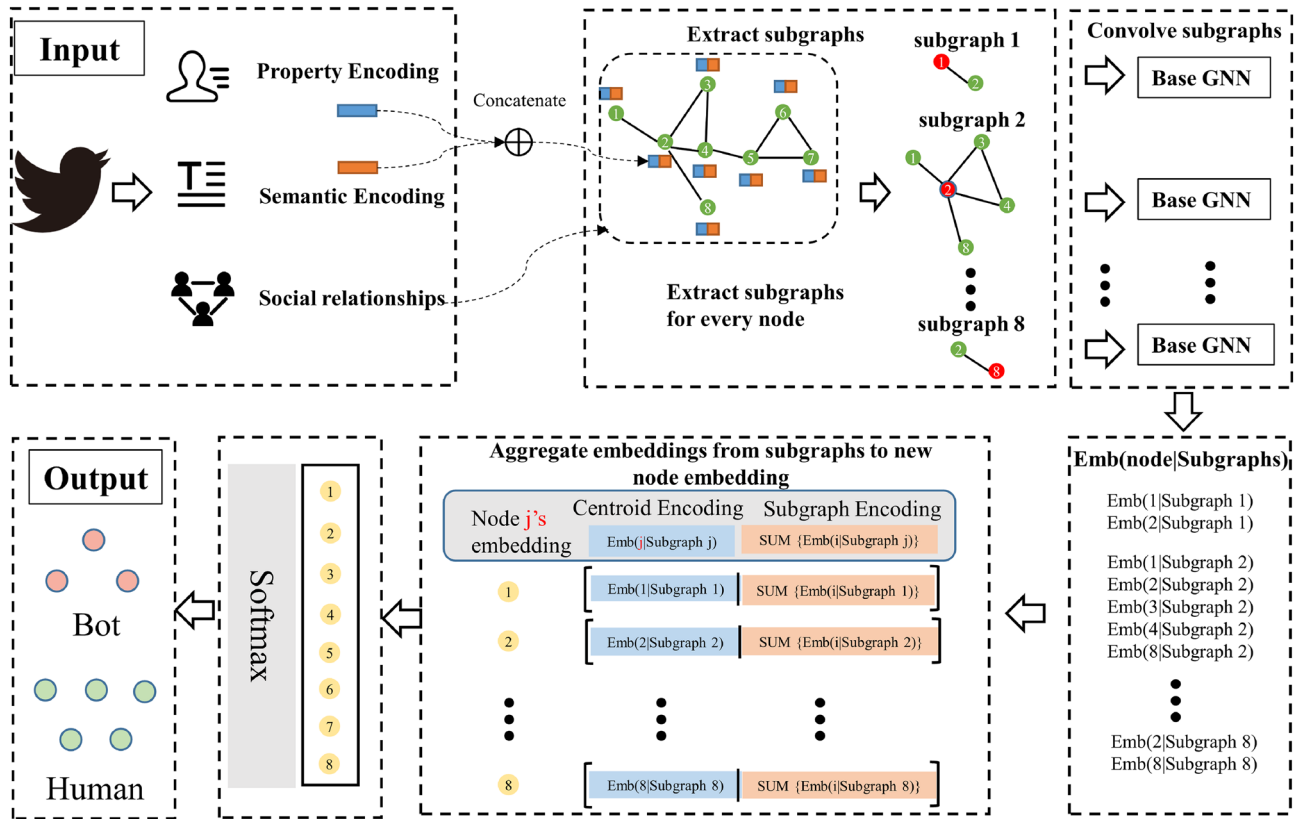 Input
Property Encoding
T
Semantic Encoding
Social relationships
Concatenate
Extract subgraphs
1
2
3
4
5
6
7
8
Extract subgraphs
for every node
subgraph 1
1
2
subgraph 2
1
3
2
4
8
subgraph 8
2
8
Convolve subgraphs
Base GNN
Base GNN
Base GNN
Emb(node|Subgraphs)
Emb(1|Subgraph 1)
Emb(2|Subgraph 1)
Emb(1|Subgraph 2)
Emb(2|Subgraph 2)
Emb(3|Subgraph 2)
Emb(4|Subgraph 2)
Emb(8|Subgraph 2)
Emb(2|Subgraph 8)
Emb(8|Subgraph 8)
Aggregate embeddings from subgraphs to new
node embedding
Node j's
embedding
Centroid Encoding
Subgraph Encoding
Emb(j|Subgraph j)
SUM {Emb(i|Subgraph j)}
1
Emb(1|Subgraph 1)
SUM {Emb(i|Subgraph 1)}
2
Emb(2|Subgraph 2)
SUM {Emb(i|Subgraph 2)}
8
Emb(8|Subgraph 8)
SUM {Emb(i|Subgraph 8)}
Softmax
1
2
3
4
5
6
7
8
Output
Bot
Human